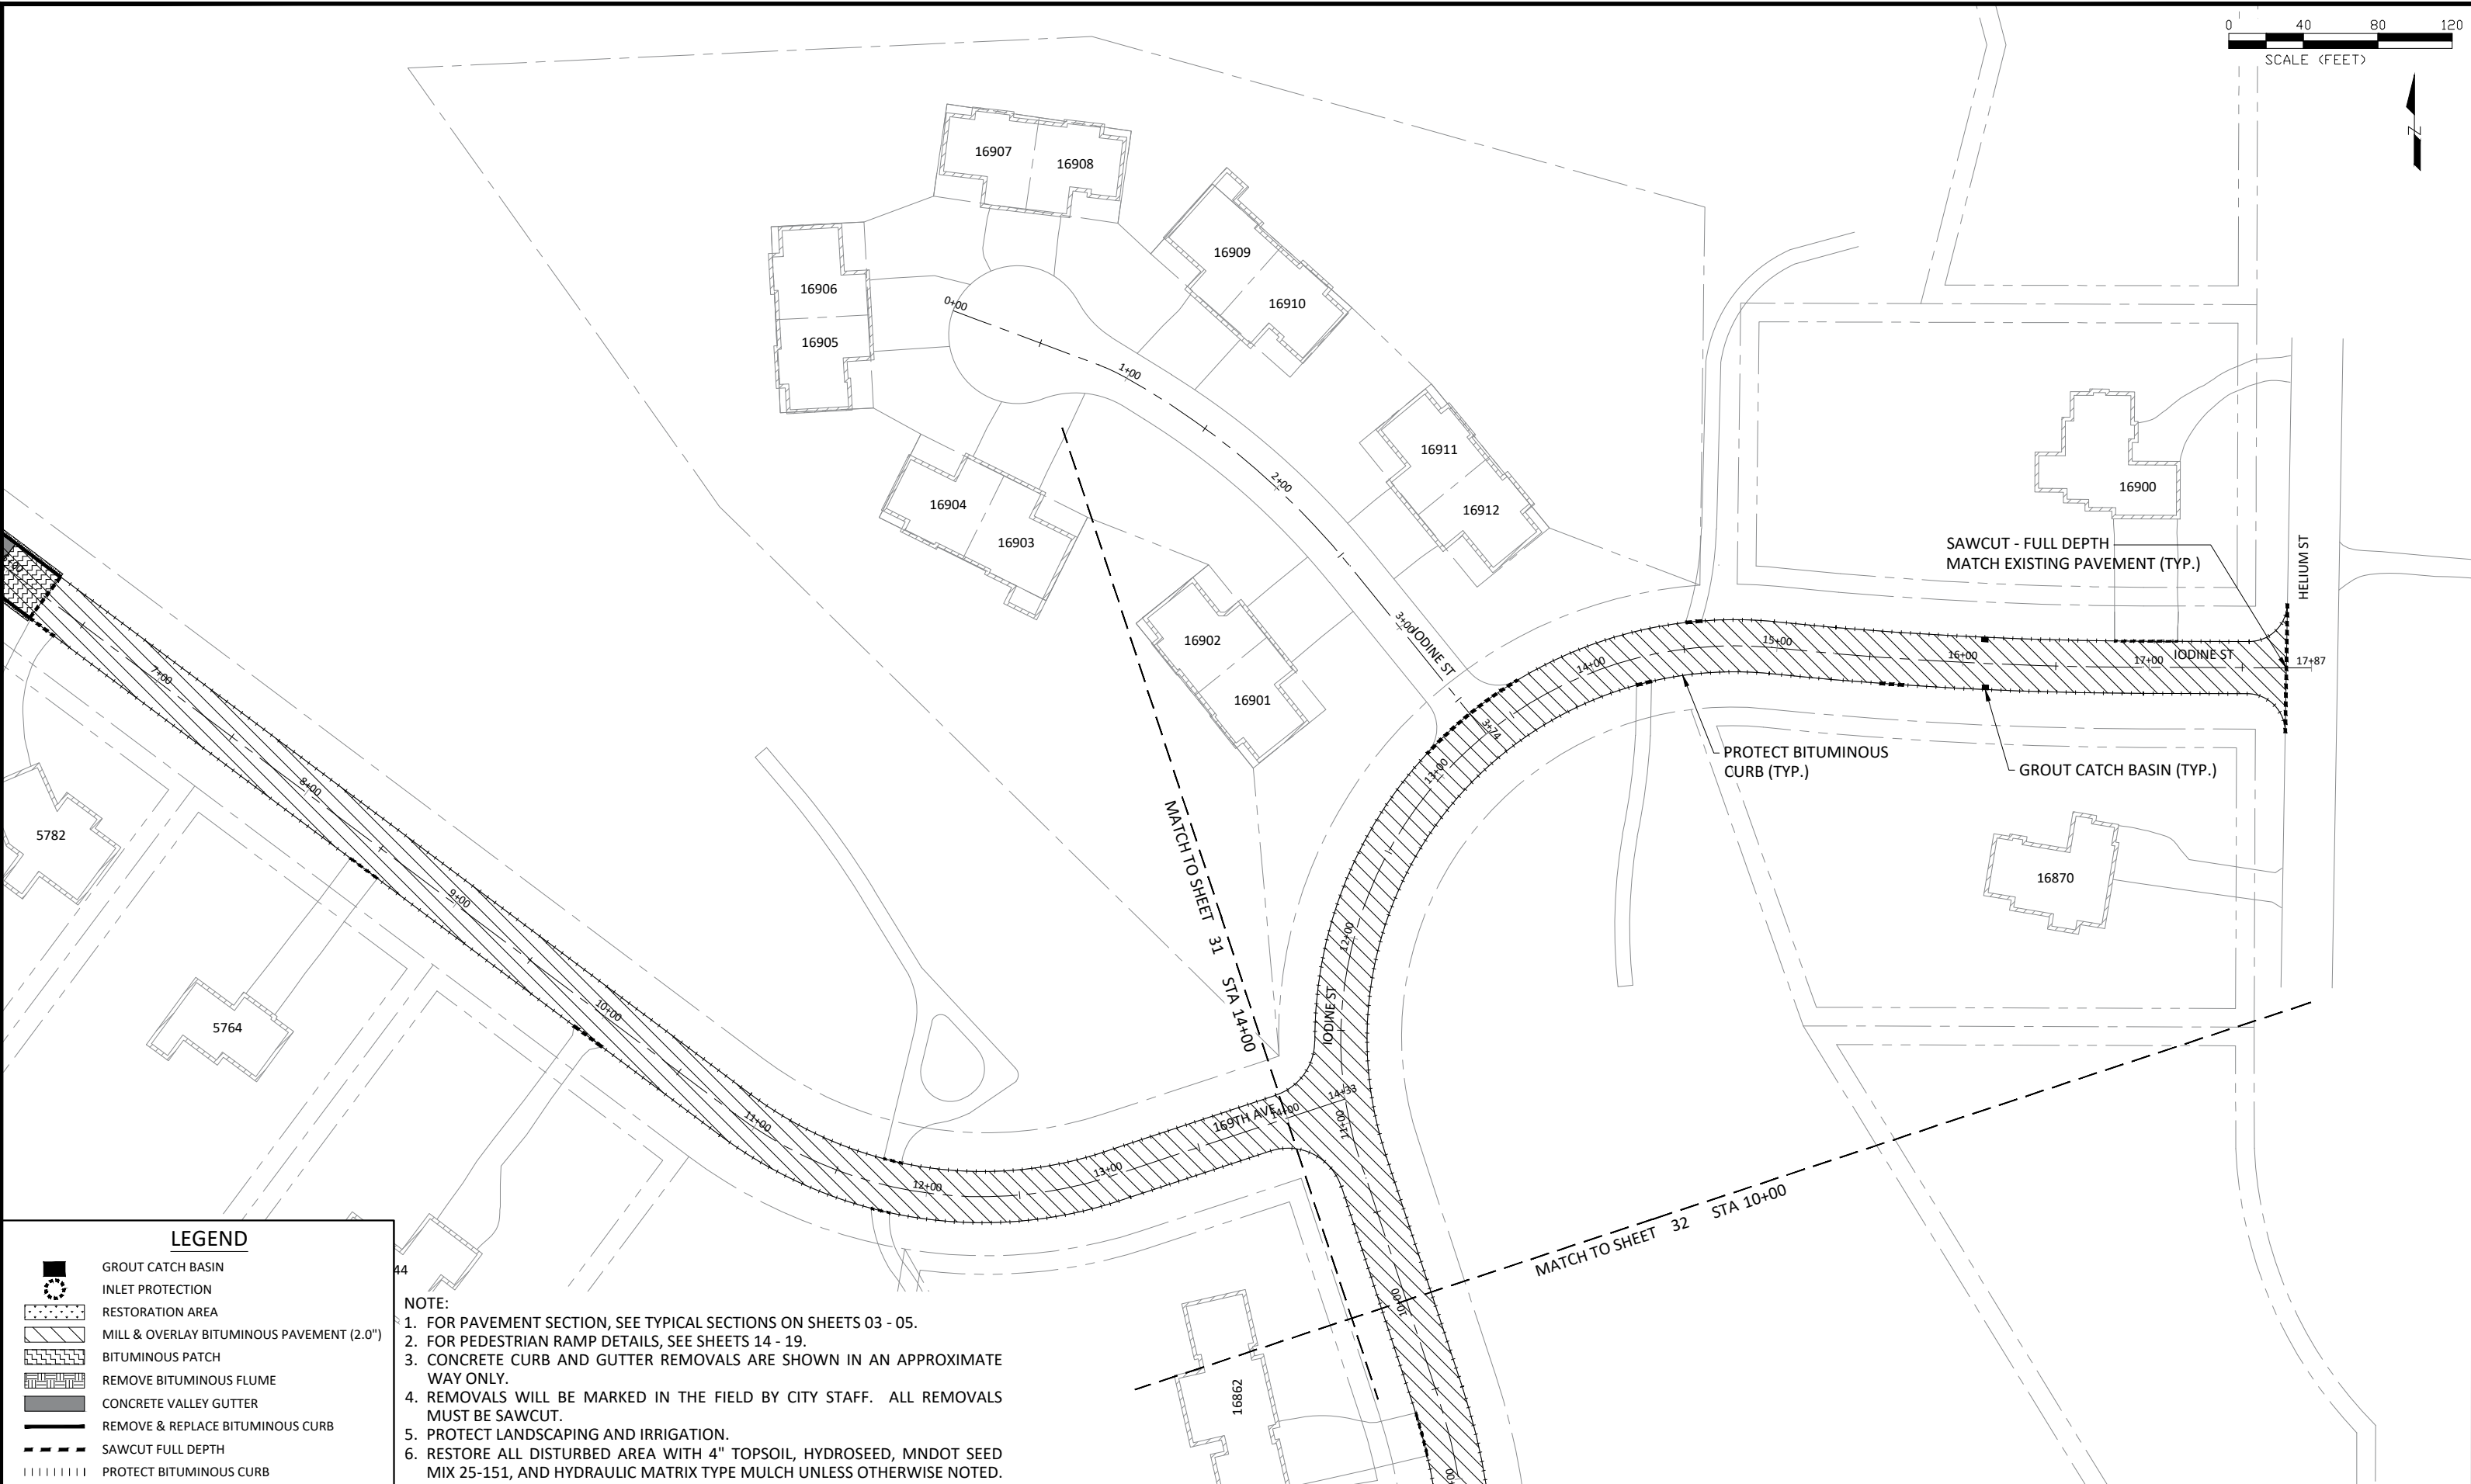 0 40 80 120
SCALE (FEET)
N
16907
16908
16909
16910
16906
16905
0+00
1+00
16911
16912
2+00
16904
16903
16900
SAWCUT - FULL DEPTH
MATCH EXISTING PAVEMENT (TYP.)
HELIUM ST
3+00
IODINE ST
16902
16901
3+74
13+00
14+00
15+00
16+00
17+00
IODINE ST
17+87
PROTECT BITUMINOUS
CURB (TYP.)
GROUT CATCH BASIN (TYP.)
7+00
8+00
9+00
10+00
11+00
12+00
13+00
169TH AVE
14+00
14+33
5782
5764
44
MATCH TO SHEET 31 STA 14+00
12+00
IODINE ST
11+00
10+00
16870
MATCH TO SHEET 32 STA 10+00
16862
LEGEND
GROUT CATCH BASIN
INLET PROTECTION
RESTORATION AREA
MILL & OVERLAY BITUMINOUS PAVEMENT (2.0")
BITUMINOUS PATCH
REMOVE BITUMINOUS FLUME
CONCRETE VALLEY GUTTER
REMOVE & REPLACE BITUMINOUS CURB
SAWCUT FULL DEPTH
PROTECT BITUMINOUS CURB
NOTE:
1. FOR PAVEMENT SECTION, SEE TYPICAL SECTIONS ON SHEETS 03 - 05.
2. FOR PEDESTRIAN RAMP DETAILS, SEE SHEETS 14 - 19.
3. CONCRETE CURB AND GUTTER REMOVALS ARE SHOWN IN AN APPROXIMATE
WAY ONLY.
4. REMOVALS WILL BE MARKED IN THE FIELD BY CITY STAFF. ALL REMOVALS
MUST BE SAWCUT.
5. PROTECT LANDSCAPING AND IRRIGATION.
6. RESTORE ALL DISTURBED AREA WITH 4" TOPSOIL, HYDROSEED, MNDOT SEED
MIX 25-151, AND HYDRAULIC MATRIX TYPE MULCH UNLESS OTHERWISE NOTED.